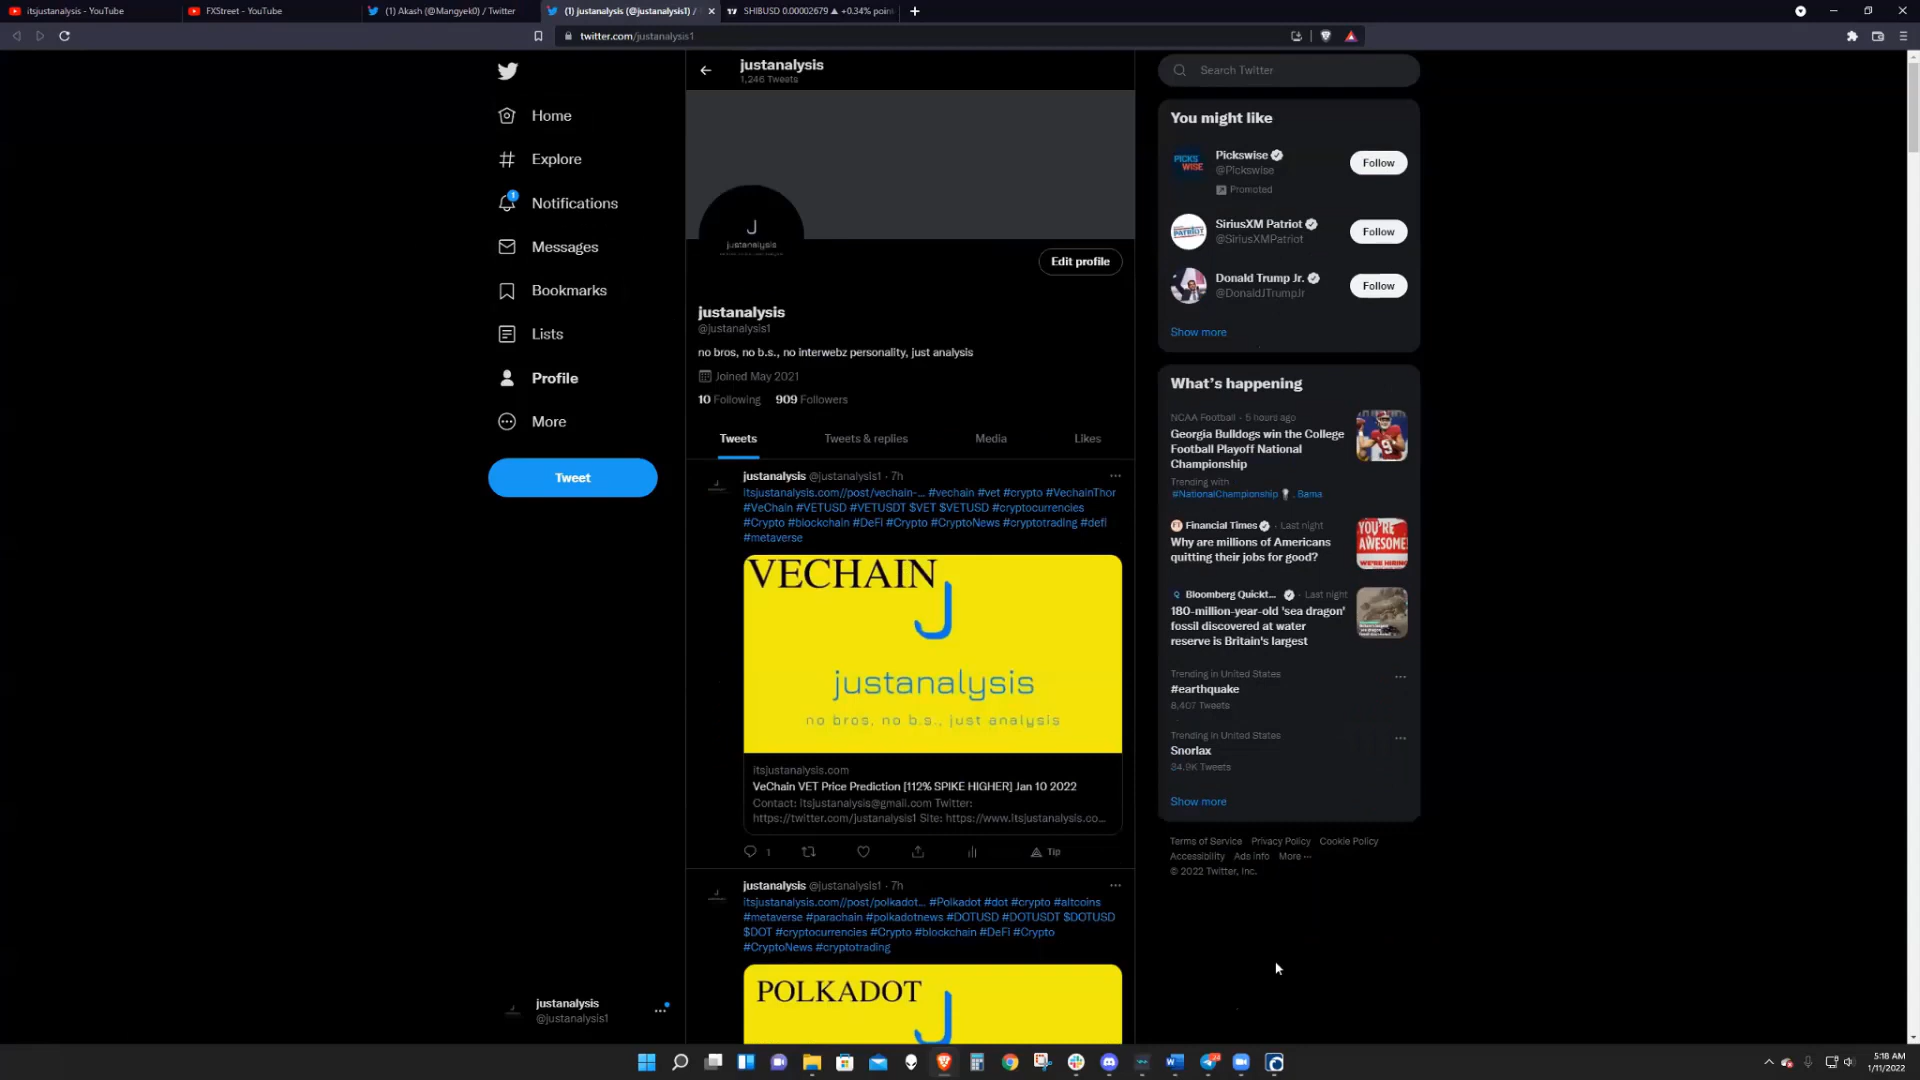 itsjustanalysis - YouTube
FXStreet - YouTube
(1) Akash (@Mangyek0) / Twitter
(1) justanalysis (@justanalysis1) /
SHIBUSD 0.00002679 ▲ +0.34%
twitter.com/justanalysis1
Home
Explore
1
Notifications
Messages
Bookmarks
Lists
Profile
More
Tweet
justanalysis
@justanalysis1
justanalysis
1,246 Tweets
J
justanalysis
Edit profile
justanalysis
@justanalysis1
no bros, no b.s., no interwebz personality, just analysis
Joined May 2021
10 Following 909 Followers
Tweets
Tweets & replies
Media
Likes
justanalysis @justanalysis1 · 7h
itsjustanalysis.com//post/vechain-... #vechain #vet #crypto #VechainThor
#VeChain #VETUSD #VETUSDT $VET $VETUSD #cryptocurrencies
#Crypto #blockchain #DeFi #Crypto #CryptoNews #cryptotrading #defi
#metaverse
VECHAIN
J
justanalysis
no bros, no b.s., just analysis
itsjustanalysis.com
VeChain VET Price Prediction [112% SPIKE HIGHER] Jan 10 2022
Contact: itsjustanalysis@gmail.com Twitter:
https://twitter.com/justanalysis1 Site: https://www.itsjustanalysis.co...
1
Tip
justanalysis @justanalysis1 · 7h
itsjustanalysis.com//post/polkadot... #Polkadot #dot #crypto #altcoins
#metaverse #parachain #polkadotnews #DOTUSD #DOTUSDT $DOTUSD
$DOT #cryptocurrencies #Crypto #blockchain #DeFi #Crypto
#CryptoNews #cryptotrading
POLKADOT
J
Search Twitter
You might like
PICKS
WISE
Pickswise
@Pickswise
Promoted
Follow
PATRIOT
SiriusXM Patriot
@SiriusXMPatriot
Follow
Donald Trump Jr.
@DonaldJTrumpJr
Follow
Show more
What's happening
NCAA Football · 5 hours ago
Georgia Bulldogs win the College
Football Playoff National
Championship
Trending with
#NationalChampionship , Bama
Financial Times · Last night
Why are millions of Americans
quitting their jobs for good?
YOU'RE
AWESOME!
WE'RE HIRING
Bloomberg Quickt... · Last night
180-million-year-old 'sea dragon'
fossil discovered at water
reserve is Britain's largest
Trending in United States
#earthquake
8,407 Tweets
Trending in United States
Snorlax
34.9K Tweets
Show more
Terms of Service Privacy Policy Cookie Policy
Accessibility Ads info More ···
© 2022 Twitter, Inc.
5:18 AM
1/11/2022